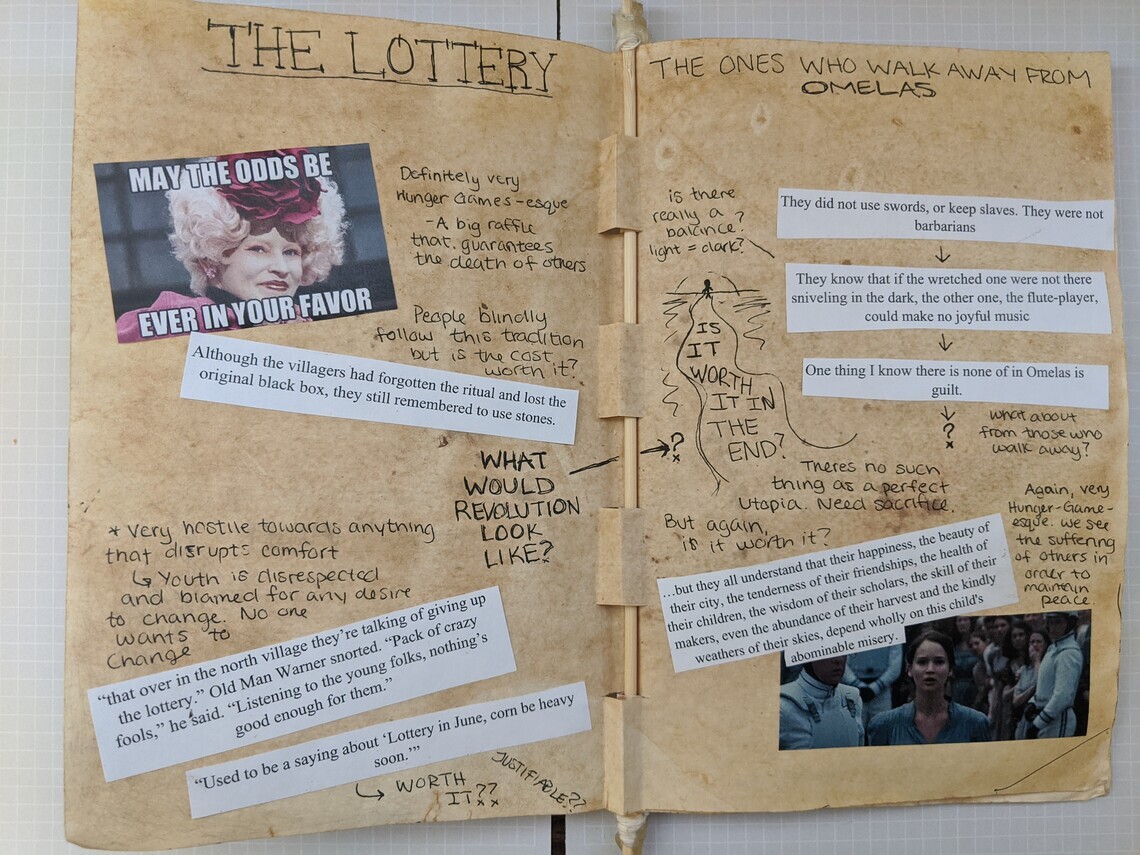 THE LOTTERY
MAY THE ODDS BE
EVER IN YOUR FAVOR
Definitely very
Hunger Games-esque
-A big raffle
that guarantees
the death of others
People blindly
follow this tradition
but is the cost
worth it?
Although the villagers had forgotten the ritual and lost the
original black box, they still remembered to use stones.
WHAT
WOULD
REVOLUTION
LOOK
LIKE?
* Very hostile towards anything
that disrupts comfort
↳ Youth is disrespected
and blamed for any desire
to change. No one
wants to
change
“that over in the north village they’re talking of giving up
the lottery.” Old Man Warner snorted. “Pack of crazy
fools,” he said. “Listening to the young folks, nothing’s
good enough for them.”
“Used to be a saying about ‘Lottery in June, corn be heavy
soon.’”
WORTH
IT??
JUSTIFIABLE??
THE ONES WHO WALK AWAY FROM
OMELAS
is there
really a
balance?
light = dark?
They did not use swords, or keep slaves. They were not
barbarians
They know that if the wretched one were not there
sniveling in the dark, the other one, the flute-player,
could make no joyful music
One thing I know there is none of in Omelas is
guilt.
?
what about
from those who
walk away?
IS
IT
WORTH
IT IN
THE
END?
?
Theres no such
thing as a perfect
Utopia. Need sacrifice.
But again,
is it worth it?
Again, very
Hunger-Game-
esque. we see
the suffering
of others in
order to
maintain
peace.
…but they all understand that their happiness, the beauty of
their city, the tenderness of their friendships, the health of
their children, the wisdom of their scholars, the skill of their
makers, even the abundance of their harvest and the kindly
weathers of their skies, depend wholly on this child's
abominable misery.